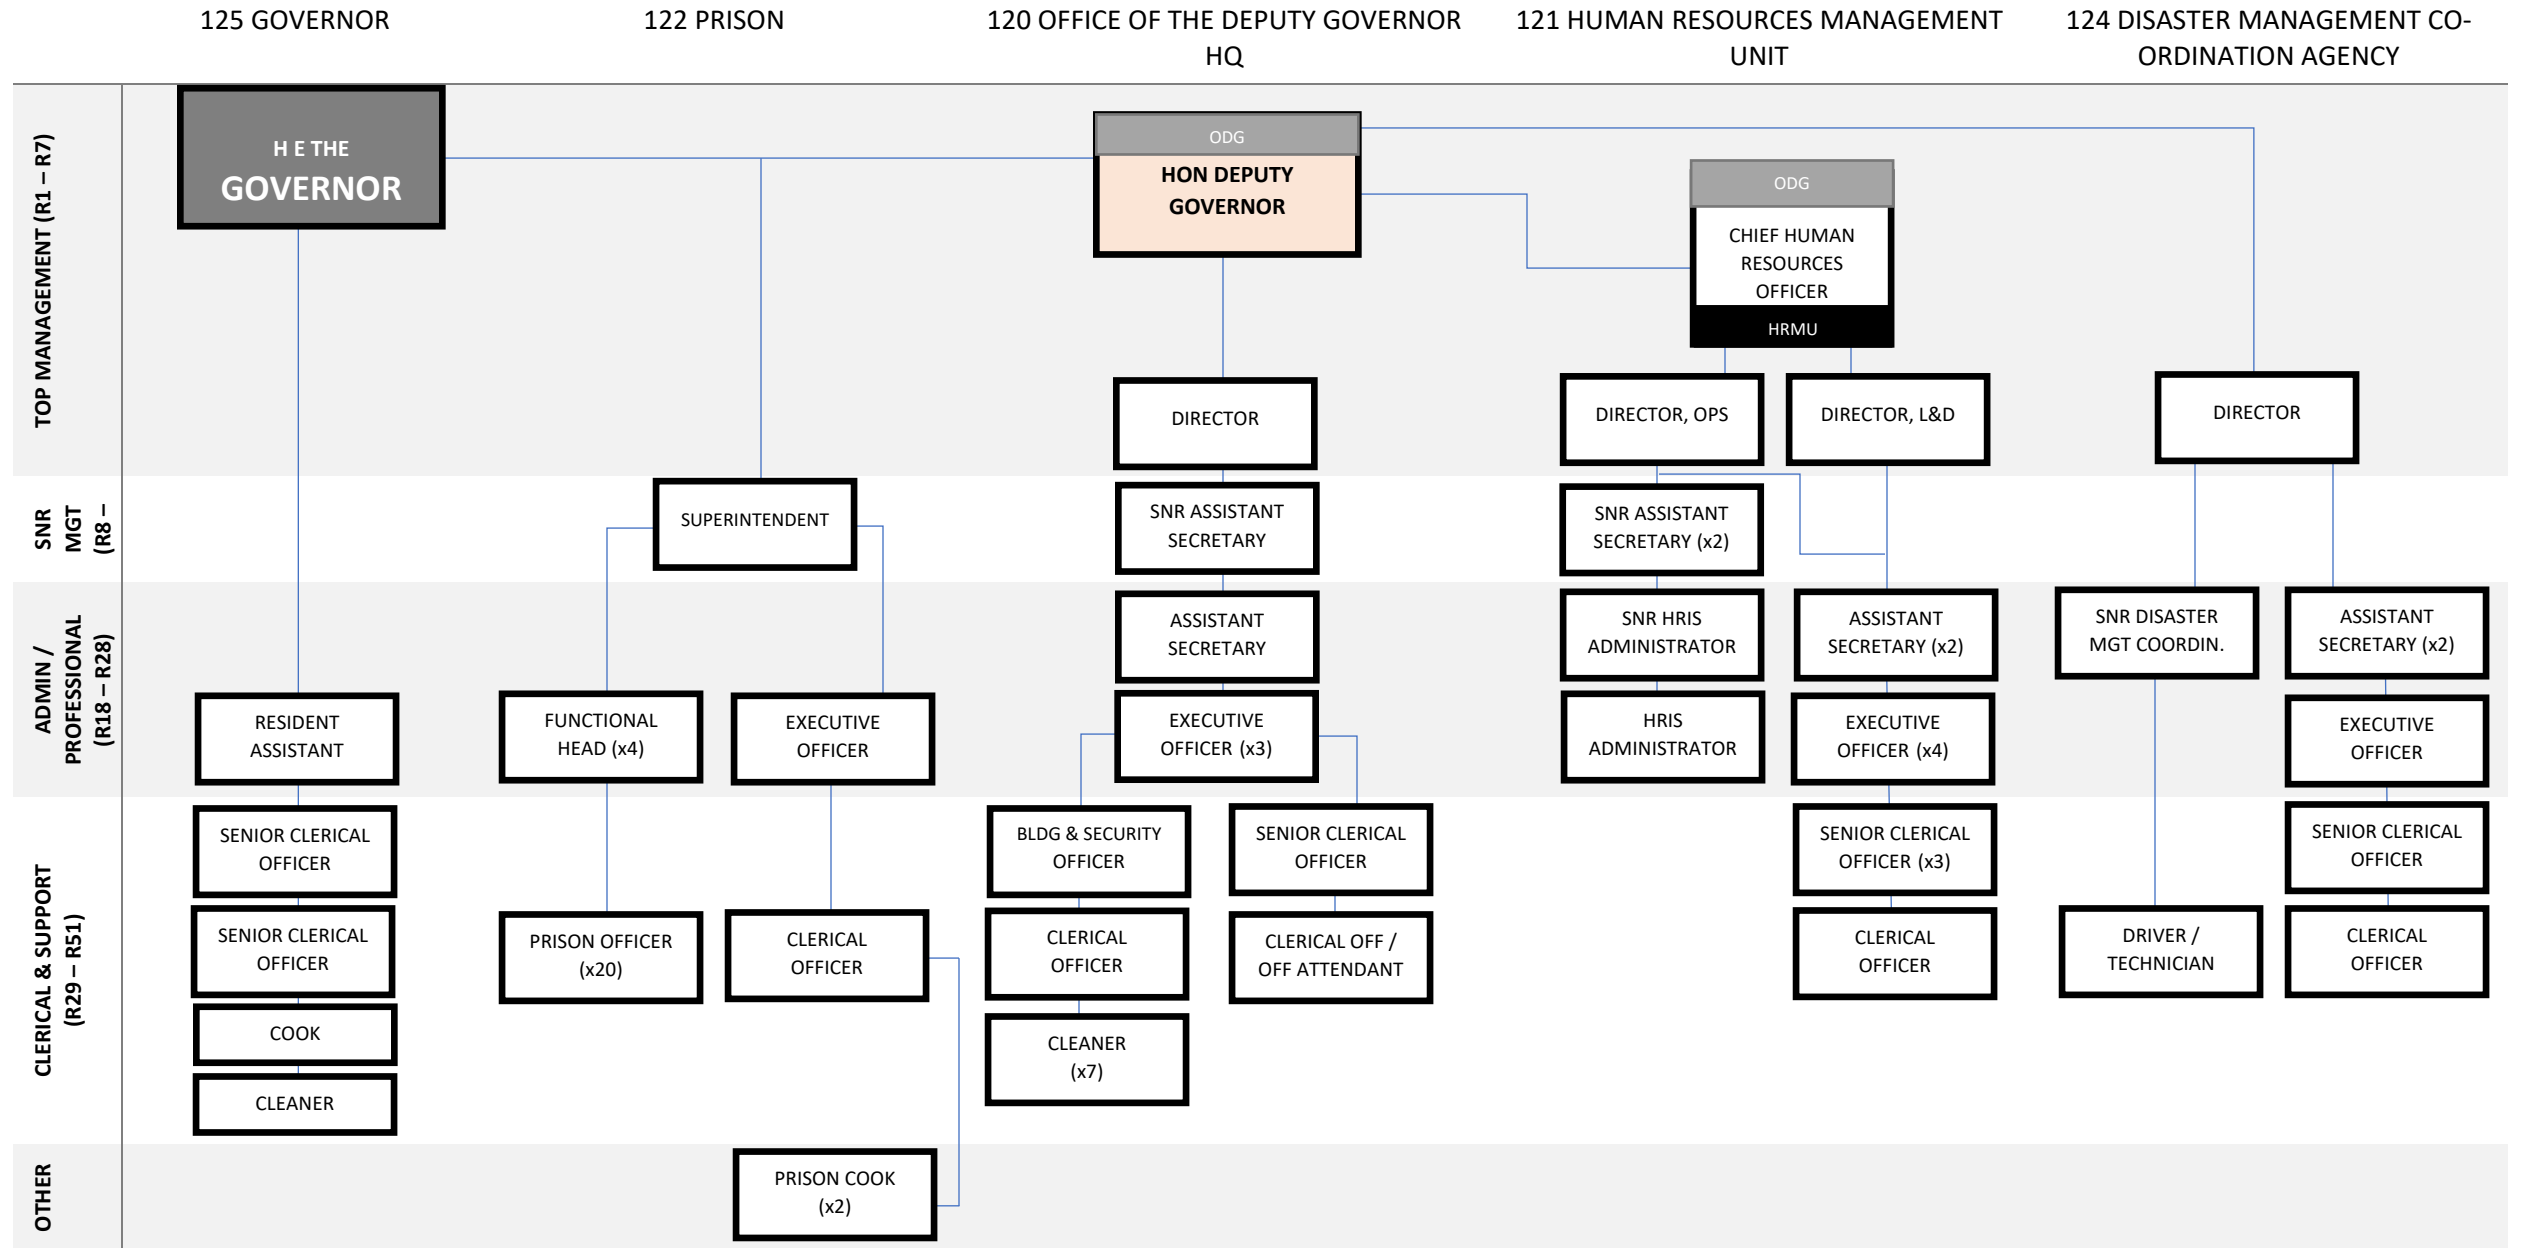 125 GOVERNOR
122 PRISON
120 OFFICE OF THE DEPUTY GOVERNOR
HQ
121 HUMAN RESOURCES MANAGEMENT
UNIT
124 DISASTER MANAGEMENT CO-
ORDINATION AGENCY
TOP MANAGEMENT (R1 – R7)
H E THE
GOVERNOR
ODG
HON DEPUTY
GOVERNOR
ODG
CHIEF HUMAN
RESOURCES
OFFICER
HRMU
DIRECTOR
DIRECTOR, OPS
DIRECTOR, L&D
DIRECTOR
SNR
MGT
(R8 –
SUPERINTENDENT
SNR ASSISTANT
SECRETARY
SNR ASSISTANT
SECRETARY (x2)
ADMIN /
PROFESSIONAL
(R18 – R28)
ASSISTANT
SECRETARY
SNR HRIS
ADMINISTRATOR
ASSISTANT
SECRETARY (x2)
SNR DISASTER
MGT COORDIN.
ASSISTANT
SECRETARY (x2)
RESIDENT
ASSISTANT
FUNCTIONAL
HEAD (x4)
EXECUTIVE
OFFICER
EXECUTIVE
OFFICER (x3)
HRIS
ADMINISTRATOR
EXECUTIVE
OFFICER (x4)
EXECUTIVE
OFFICER
CLERICAL & SUPPORT
(R29 – R51)
SENIOR CLERICAL
OFFICER
BLDG & SECURITY
OFFICER
SENIOR CLERICAL
OFFICER
SENIOR CLERICAL
OFFICER (x3)
SENIOR CLERICAL
OFFICER
SENIOR CLERICAL
OFFICER
PRISON OFFICER
(x20)
CLERICAL
OFFICER
CLERICAL
OFFICER
CLERICAL OFF /
OFF ATTENDANT
CLERICAL
OFFICER
DRIVER /
TECHNICIAN
CLERICAL
OFFICER
COOK
CLEANER
(x7)
CLEANER
OTHER
PRISON COOK
(x2)